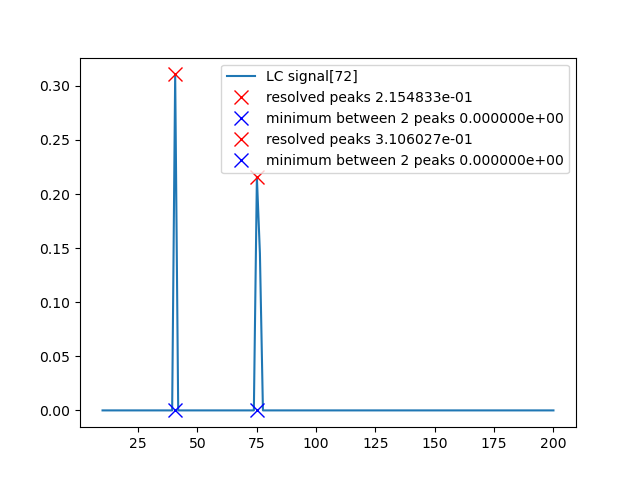 LC signal[72]
resolved peaks 2.154833e-01
minimum between 2 peaks 0.000000e+00
resolved peaks 3.106027e-01
minimum between 2 peaks 0.000000e+00
0.30
0.25
0.20
0.15
0.10
0.05
0.00
25 50 75 100 125 150 175 200